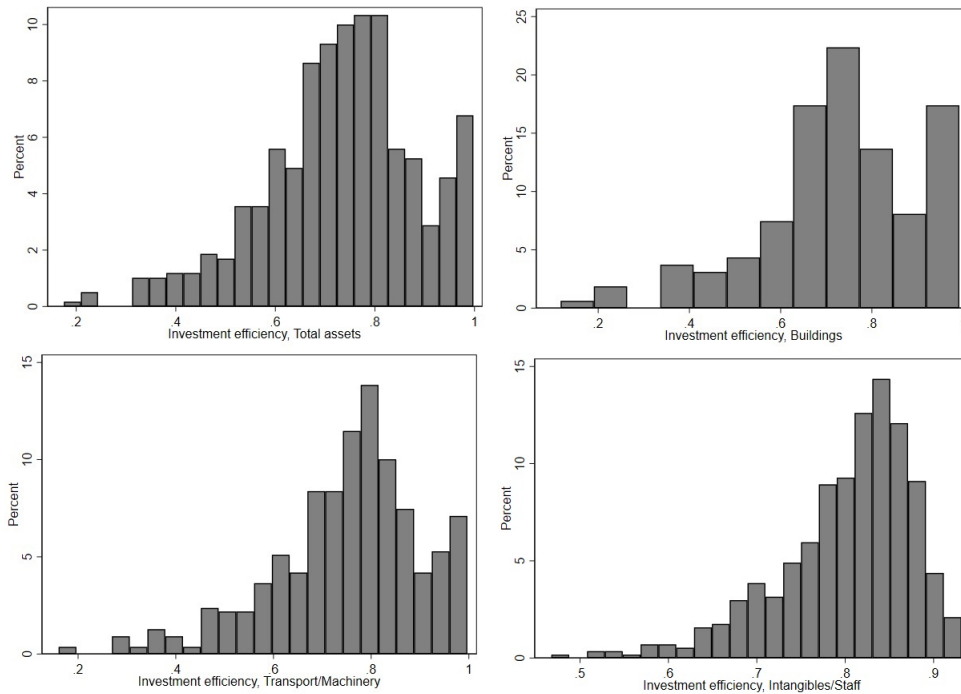 10
8
6
4
2
0
Percent
.2 .4 .6 .8 1
Investment efficiency, Total assets
25
20
15
10
5
0
Percent
.2 .4 .6 .8 1
Investment efficiency, Buildings
15
10
5
0
Percent
.2 .4 .6 .8 1
Investment efficiency, Transport/Machinery
15
10
5
0
Percent
.5 .6 .7 .8 .9
Investment efficiency, Intangibles/Staff